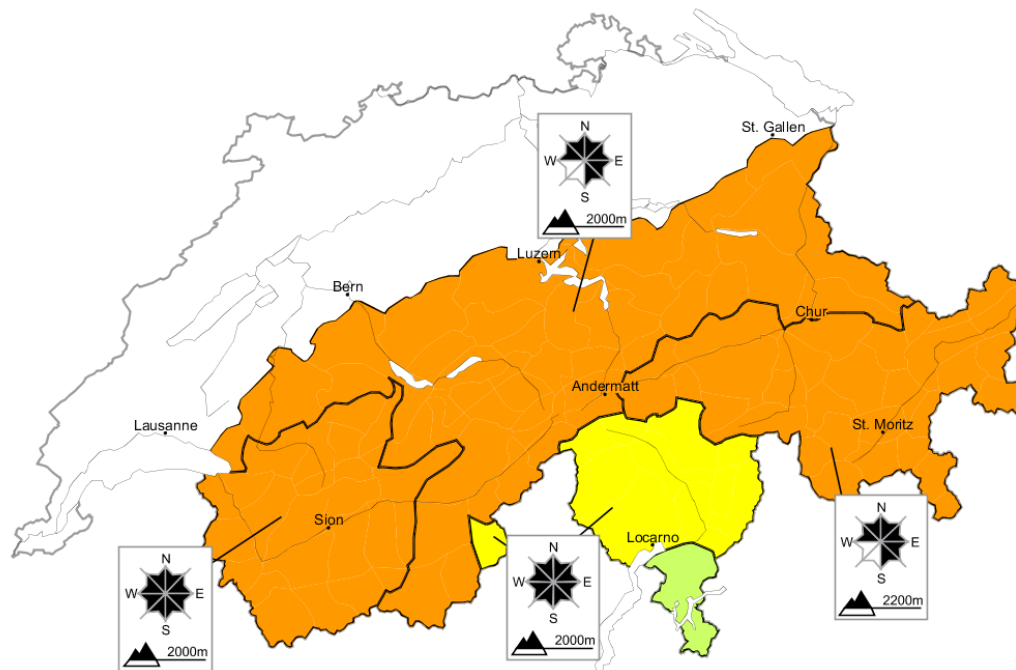 St. Gallen
N
W E
S
2000m
Luzern
Bern
Chur
Andermatt
Lausanne
St. Moritz
Sion
Locarno
N
W E
S
2200m
N
W E
S
2000m
N
W E
S
2000m